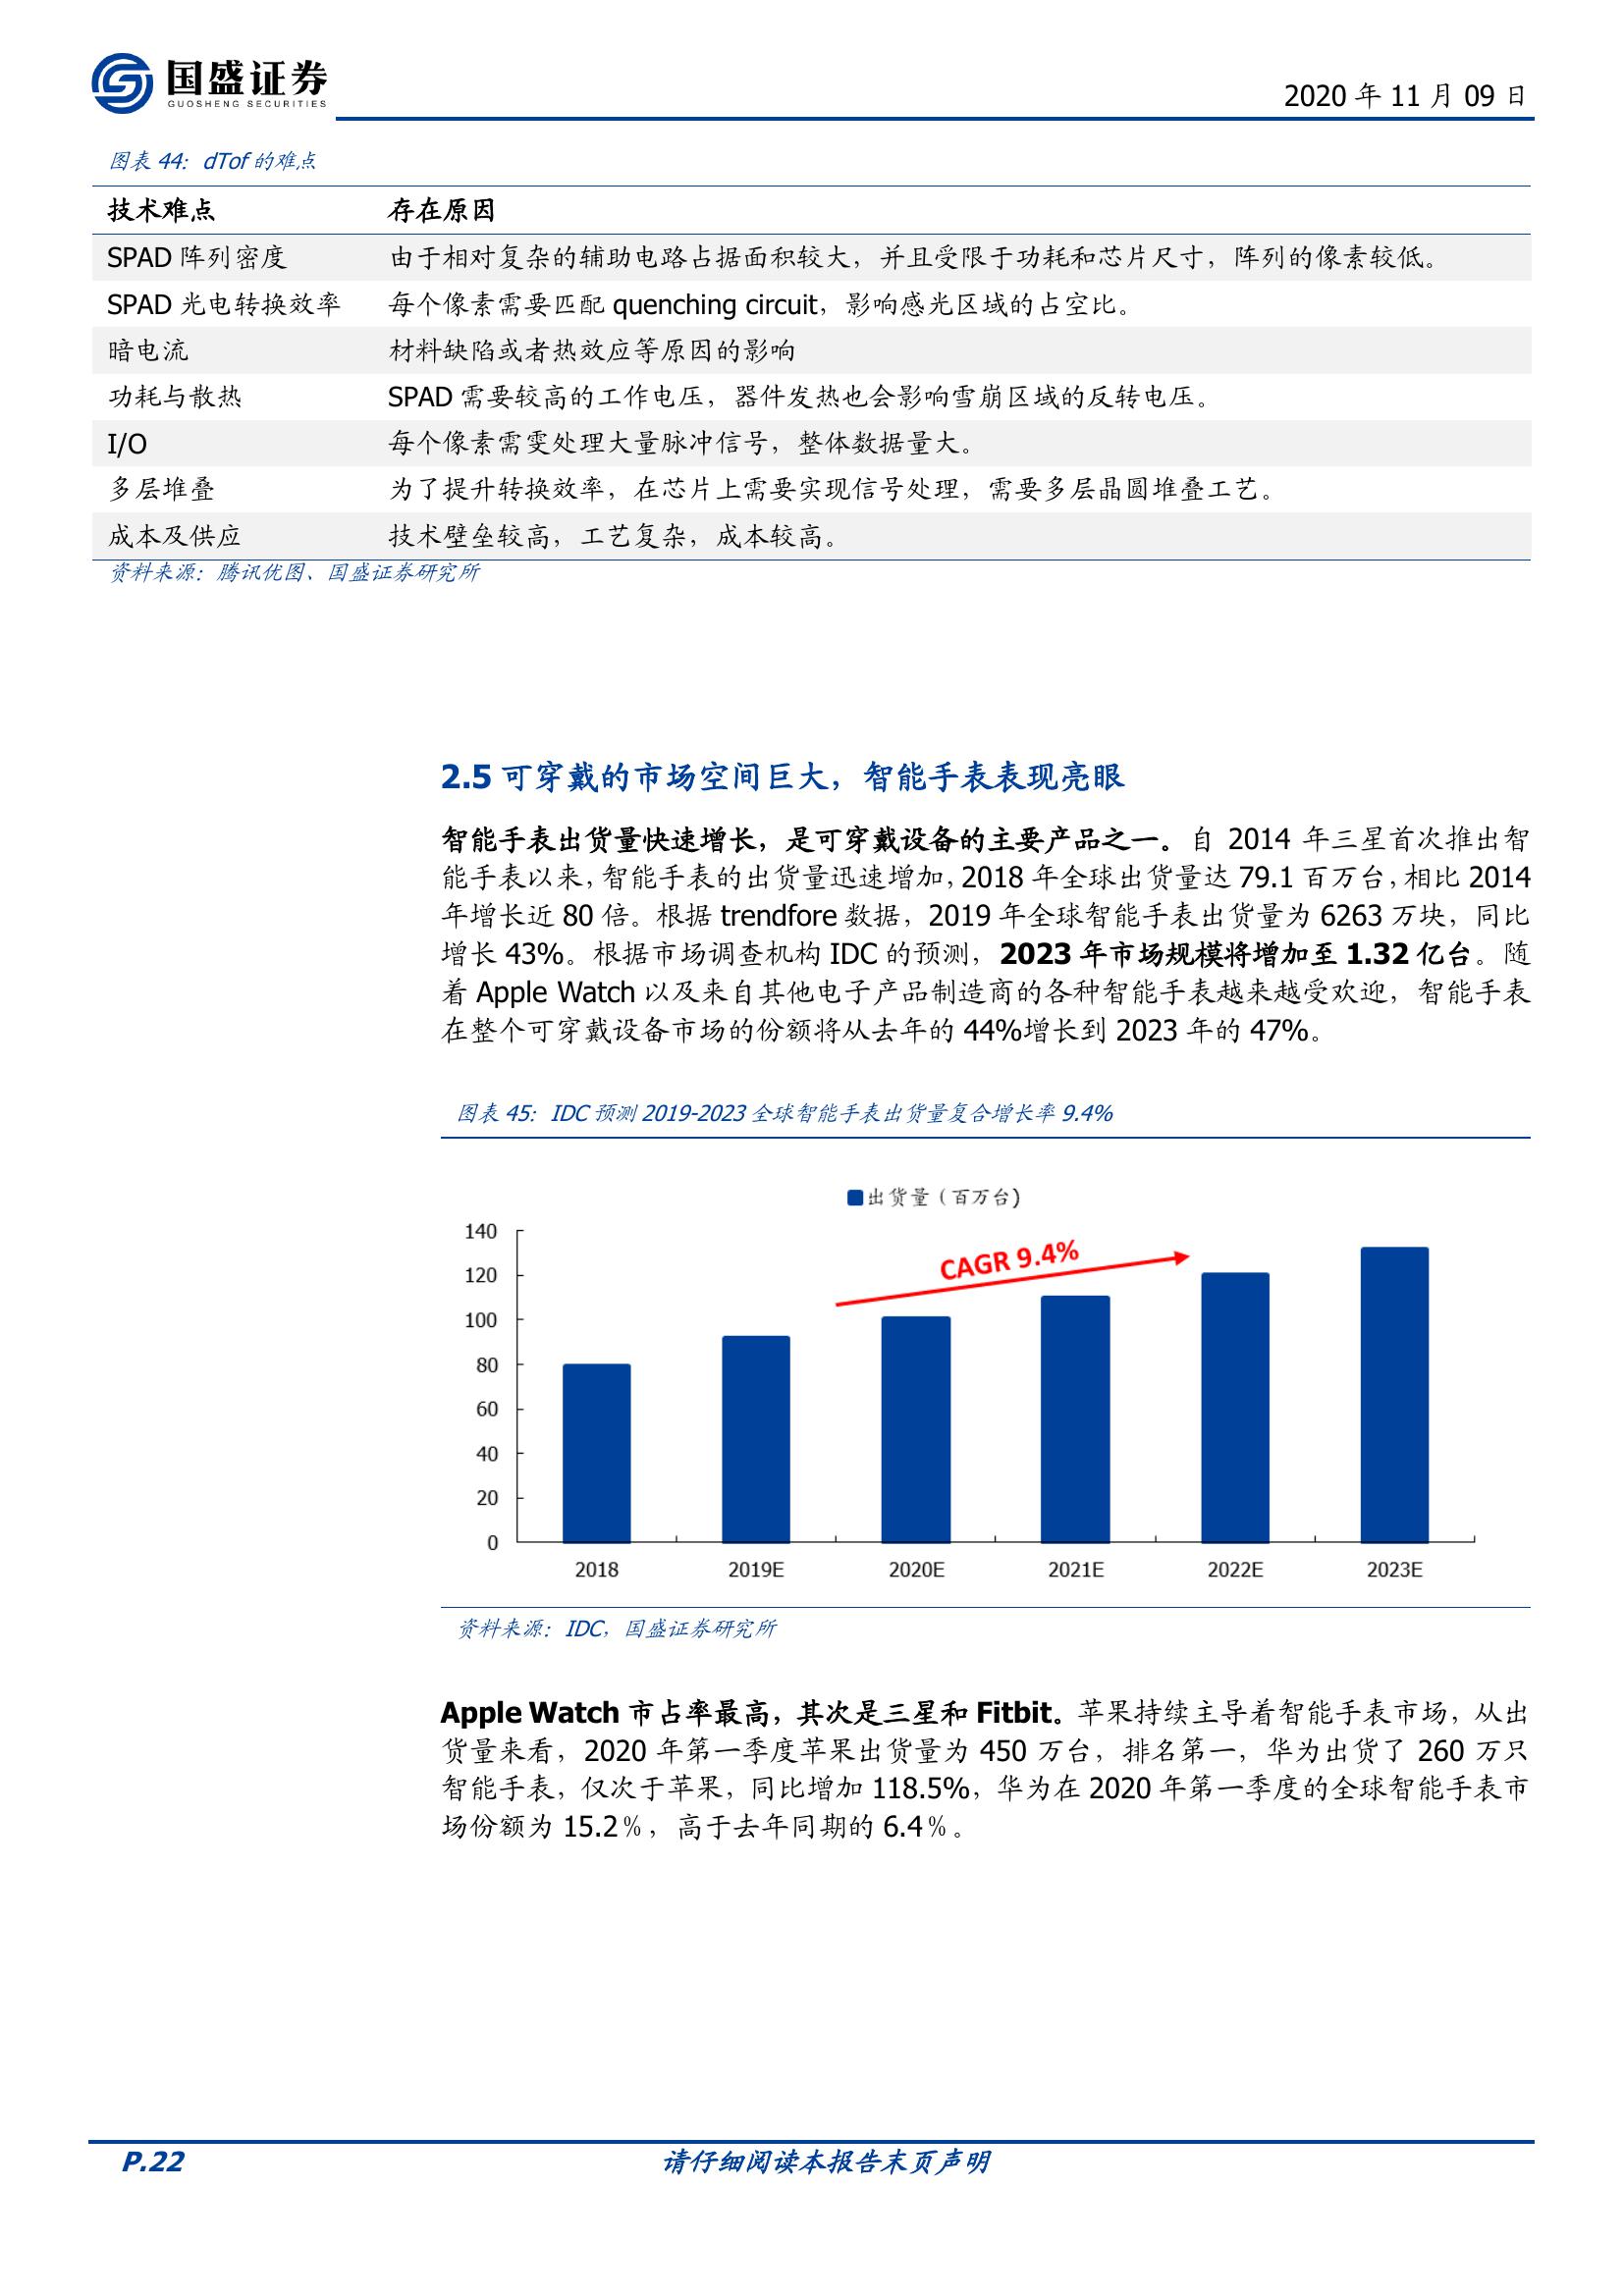 国盛证券
GUOSHENG SECURITIES
2020 年 11 月 09 日
图表 44：dTof 的难点
技术难点 存在原因
SPAD 阵列密度 由于相对复杂的辅助电路占据面积较大，并且受限于功耗和芯片尺寸，阵列的像素较低。
SPAD 光电转换效率 每个像素需要匹配 quenching circuit，影响感光区域的占空比。
暗电流 材料缺陷或者热效应等原因的影响
功耗与散热 SPAD 需要较高的工作电压，器件发热也会影响雪崩区域的反转电压。
I/O 每个像素需雯处理大量脉冲信号，整体数据量大。
多层堆叠 为了提升转换效率，在芯片上需要实现信号处理，需要多层晶圆堆叠工艺。
成本及供应 技术壁垒较高，工艺复杂，成本较高。
资料来源：腾讯优图、国盛证券研究所
2.5 可穿戴的市场空间巨大，智能手表表现亮眼
智能手表出货量快速增长，是可穿戴设备的主要产品之一。自 2014 年三星首次推出智
能手表以来，智能手表的出货量迅速增加，2018 年全球出货量达 79.1 百万台，相比 2014
年增长近 80 倍。根据 trendfore 数据，2019 年全球智能手表出货量为 6263 万块，同比
增长 43%。根据市场调查机构 IDC 的预测，2023 年市场规模将增加至 1.32 亿台。随
着 Apple Watch 以及来自其他电子产品制造商的各种智能手表越来越受欢迎，智能手表
在整个可穿戴设备市场的份额将从去年的 44%增长到 2023 年的 47%。
图表 45：IDC 预测 2019-2023 全球智能手表出货量复合增长率 9.4%
出货量（百万台）
140
120
100
80
60
40
20
0
CAGR 9.4%
2018 2019E 2020E 2021E 2022E 2023E
资料来源：IDC，国盛证券研究所
Apple Watch 市占率最高，其次是三星和 Fitbit。苹果持续主导着智能手表市场，从出
货量来看，2020 年第一季度苹果出货量为 450 万台，排名第一，华为出货了 260 万只
智能手表，仅次于苹果，同比增加 118.5%，华为在 2020 年第一季度的全球智能手表市
场份额为 15.2％，高于去年同期的 6.4％。
P.22 请仔细阅读本报告末页声明